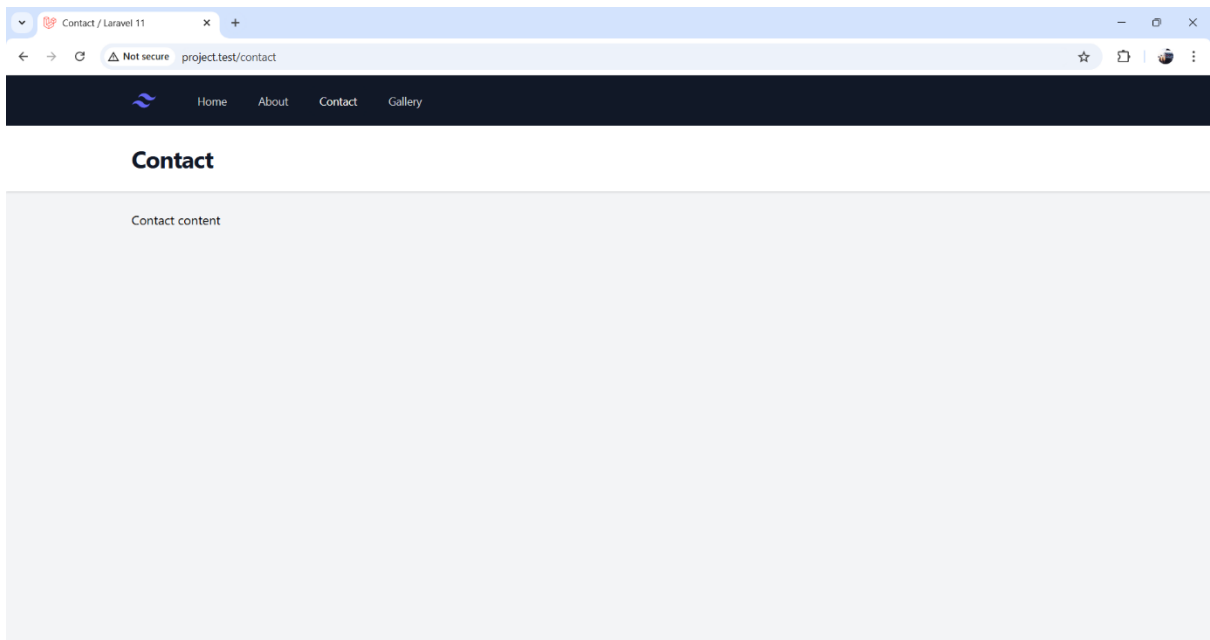 Contact / Laravel 11
Not secure project.test/contact
Home About Contact Gallery
Contact
Contact content